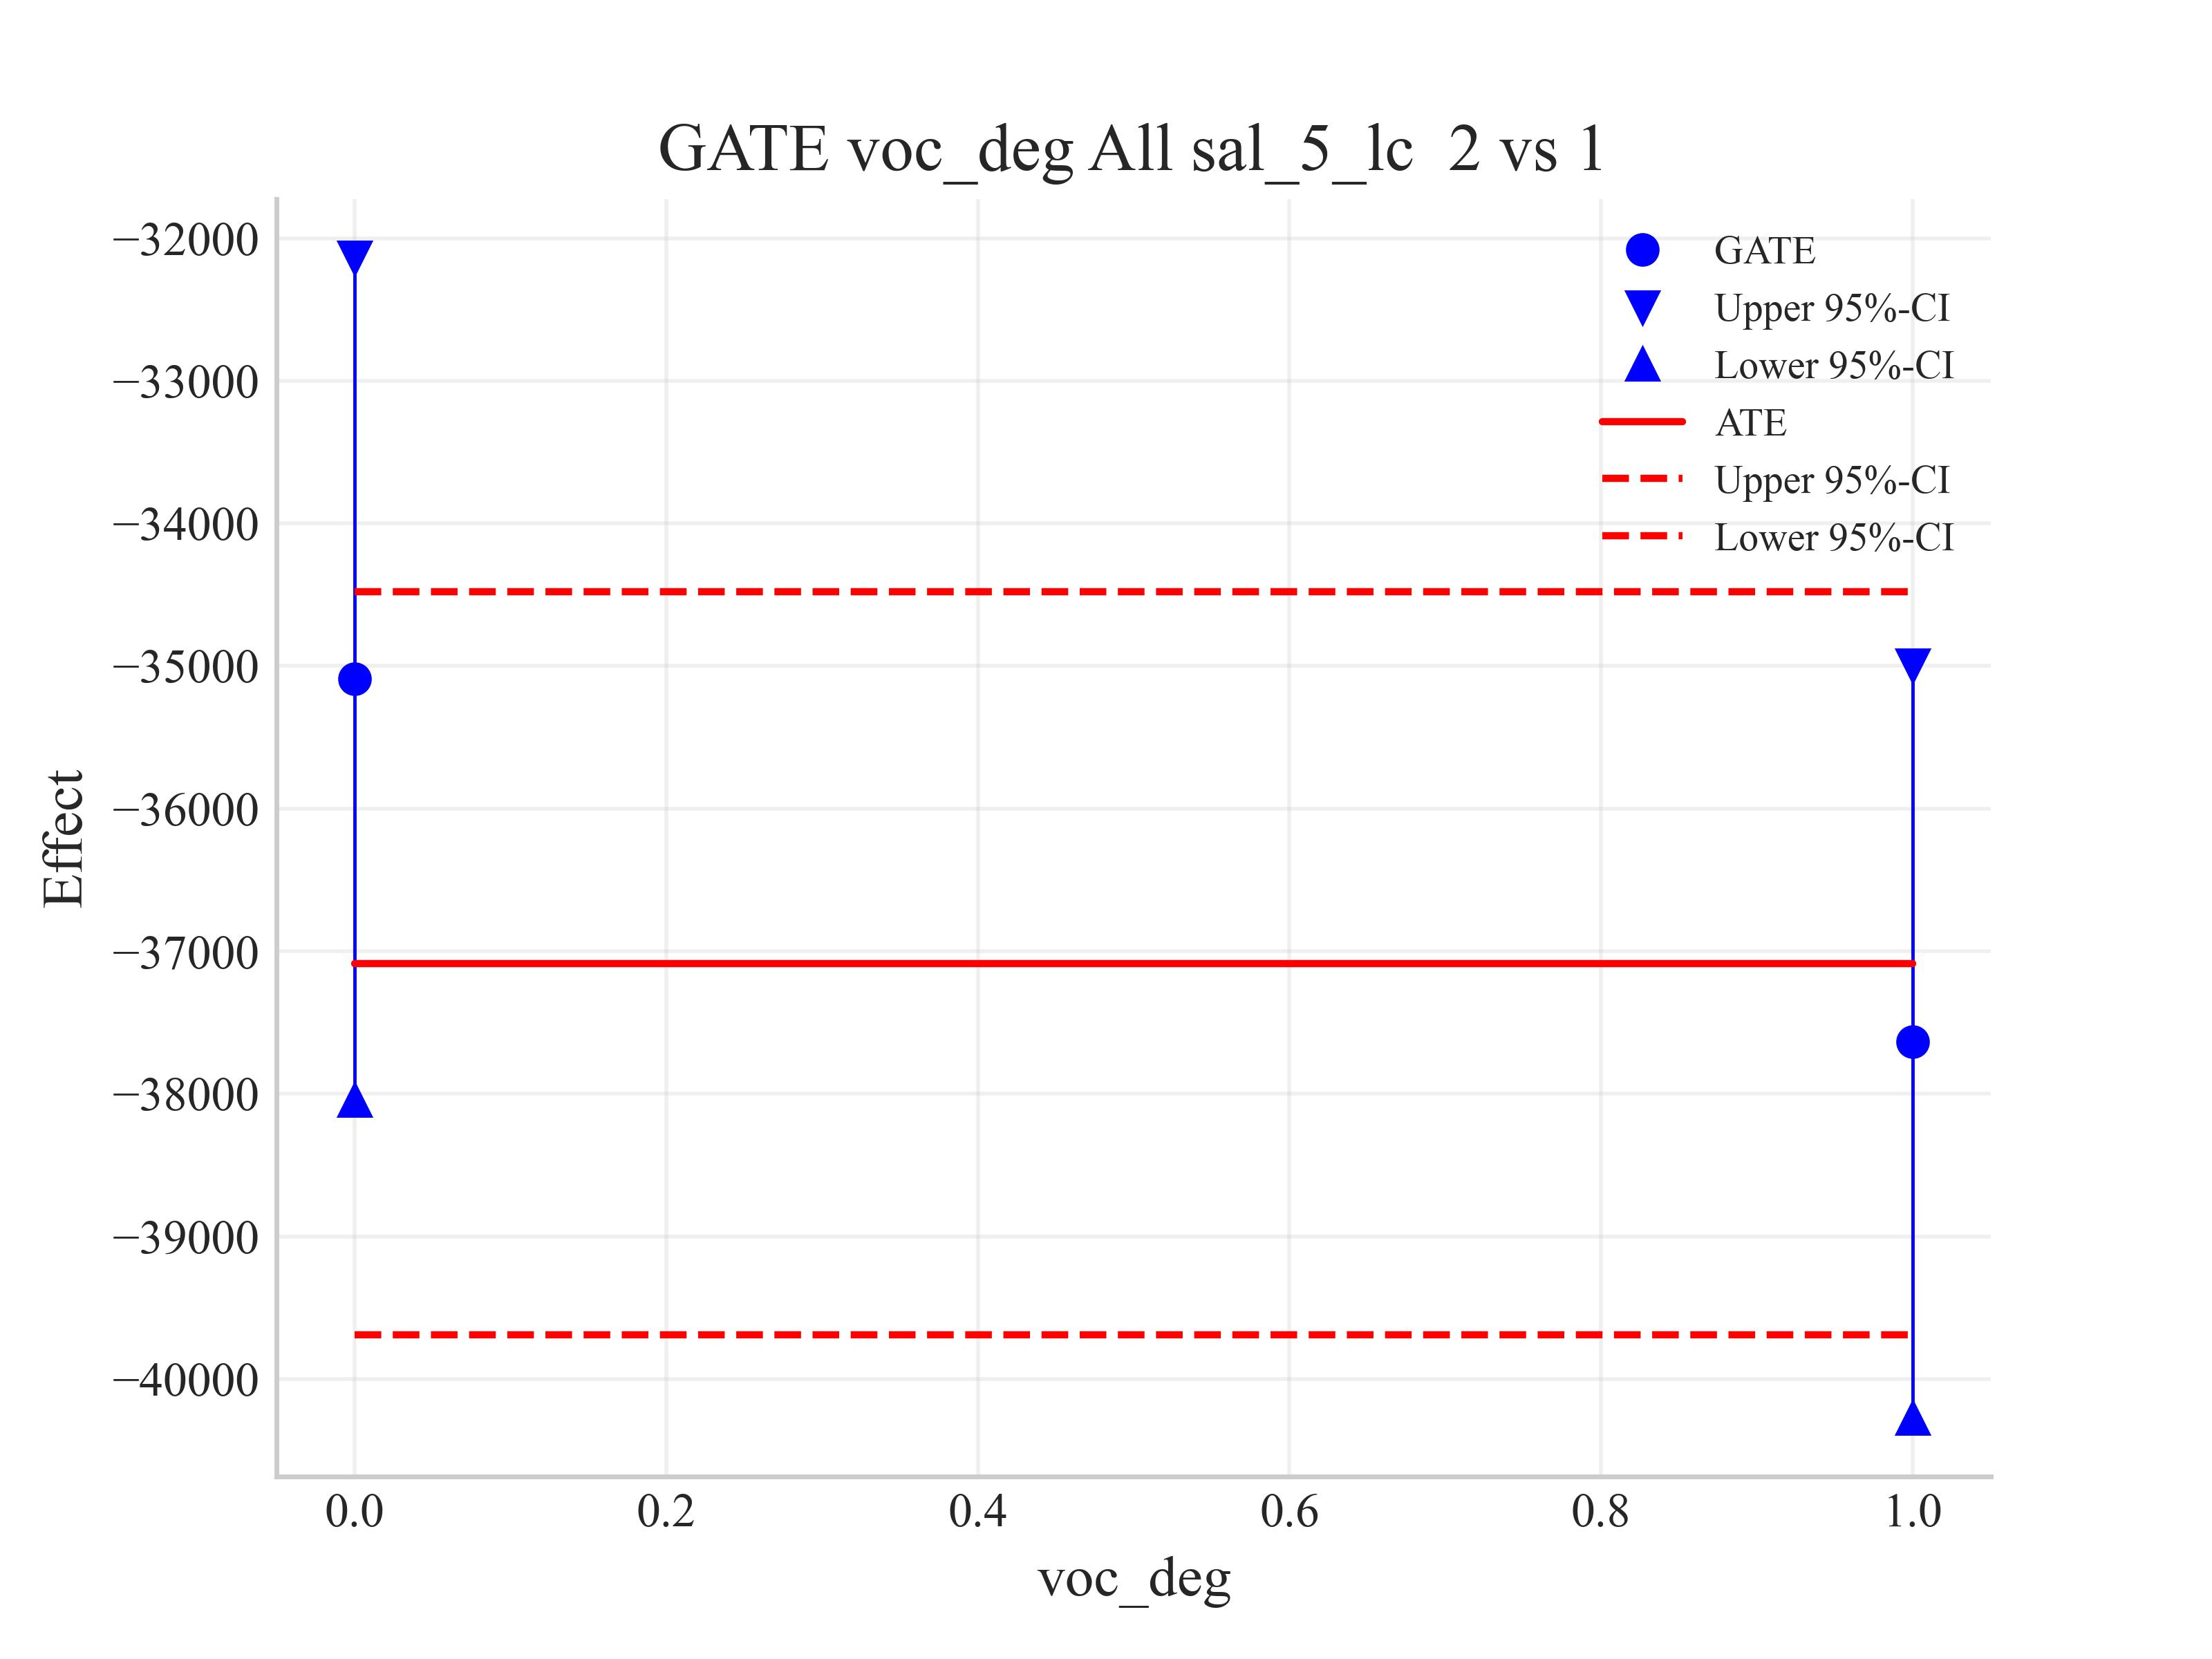 GATE voc_deg All sal_5_lc 2 vs 1
−32000
−33000
−34000
−35000
−36000
−37000
−38000
−39000
−40000
Effect
GATE
Upper 95%-CI
Lower 95%-CI
ATE
Upper 95%-CI
Lower 95%-CI
0.0 0.2 0.4 0.6 0.8 1.0
voc_deg